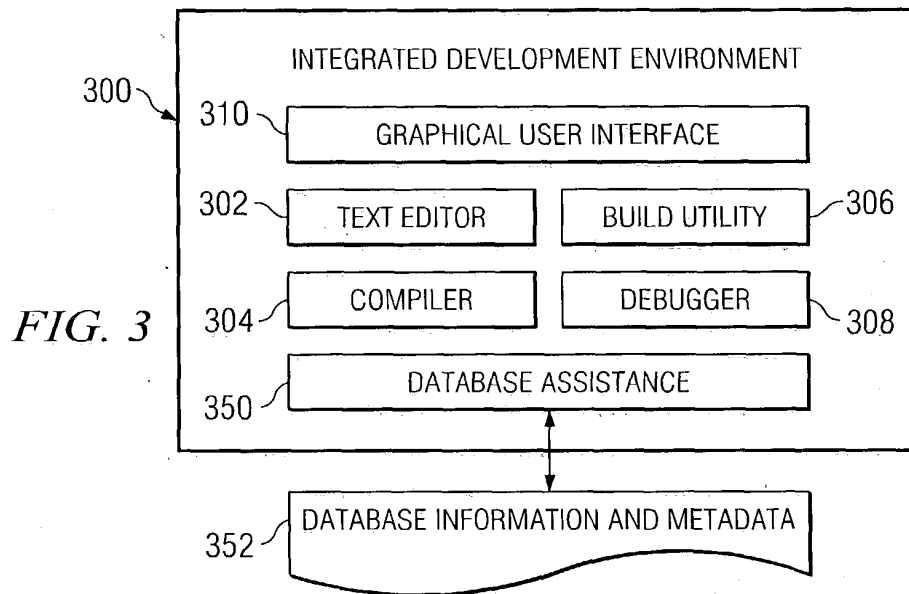 INTEGRATED DEVELOPMENT ENVIRONMENT
300
310
GRAPHICAL USER INTERFACE
302
TEXT EDITOR
BUILD UTILITY
306
304
COMPILER
DEBUGGER
308
FIG. 3
350
DATABASE ASSISTANCE
352
DATABASE INFORMATION AND METADATA